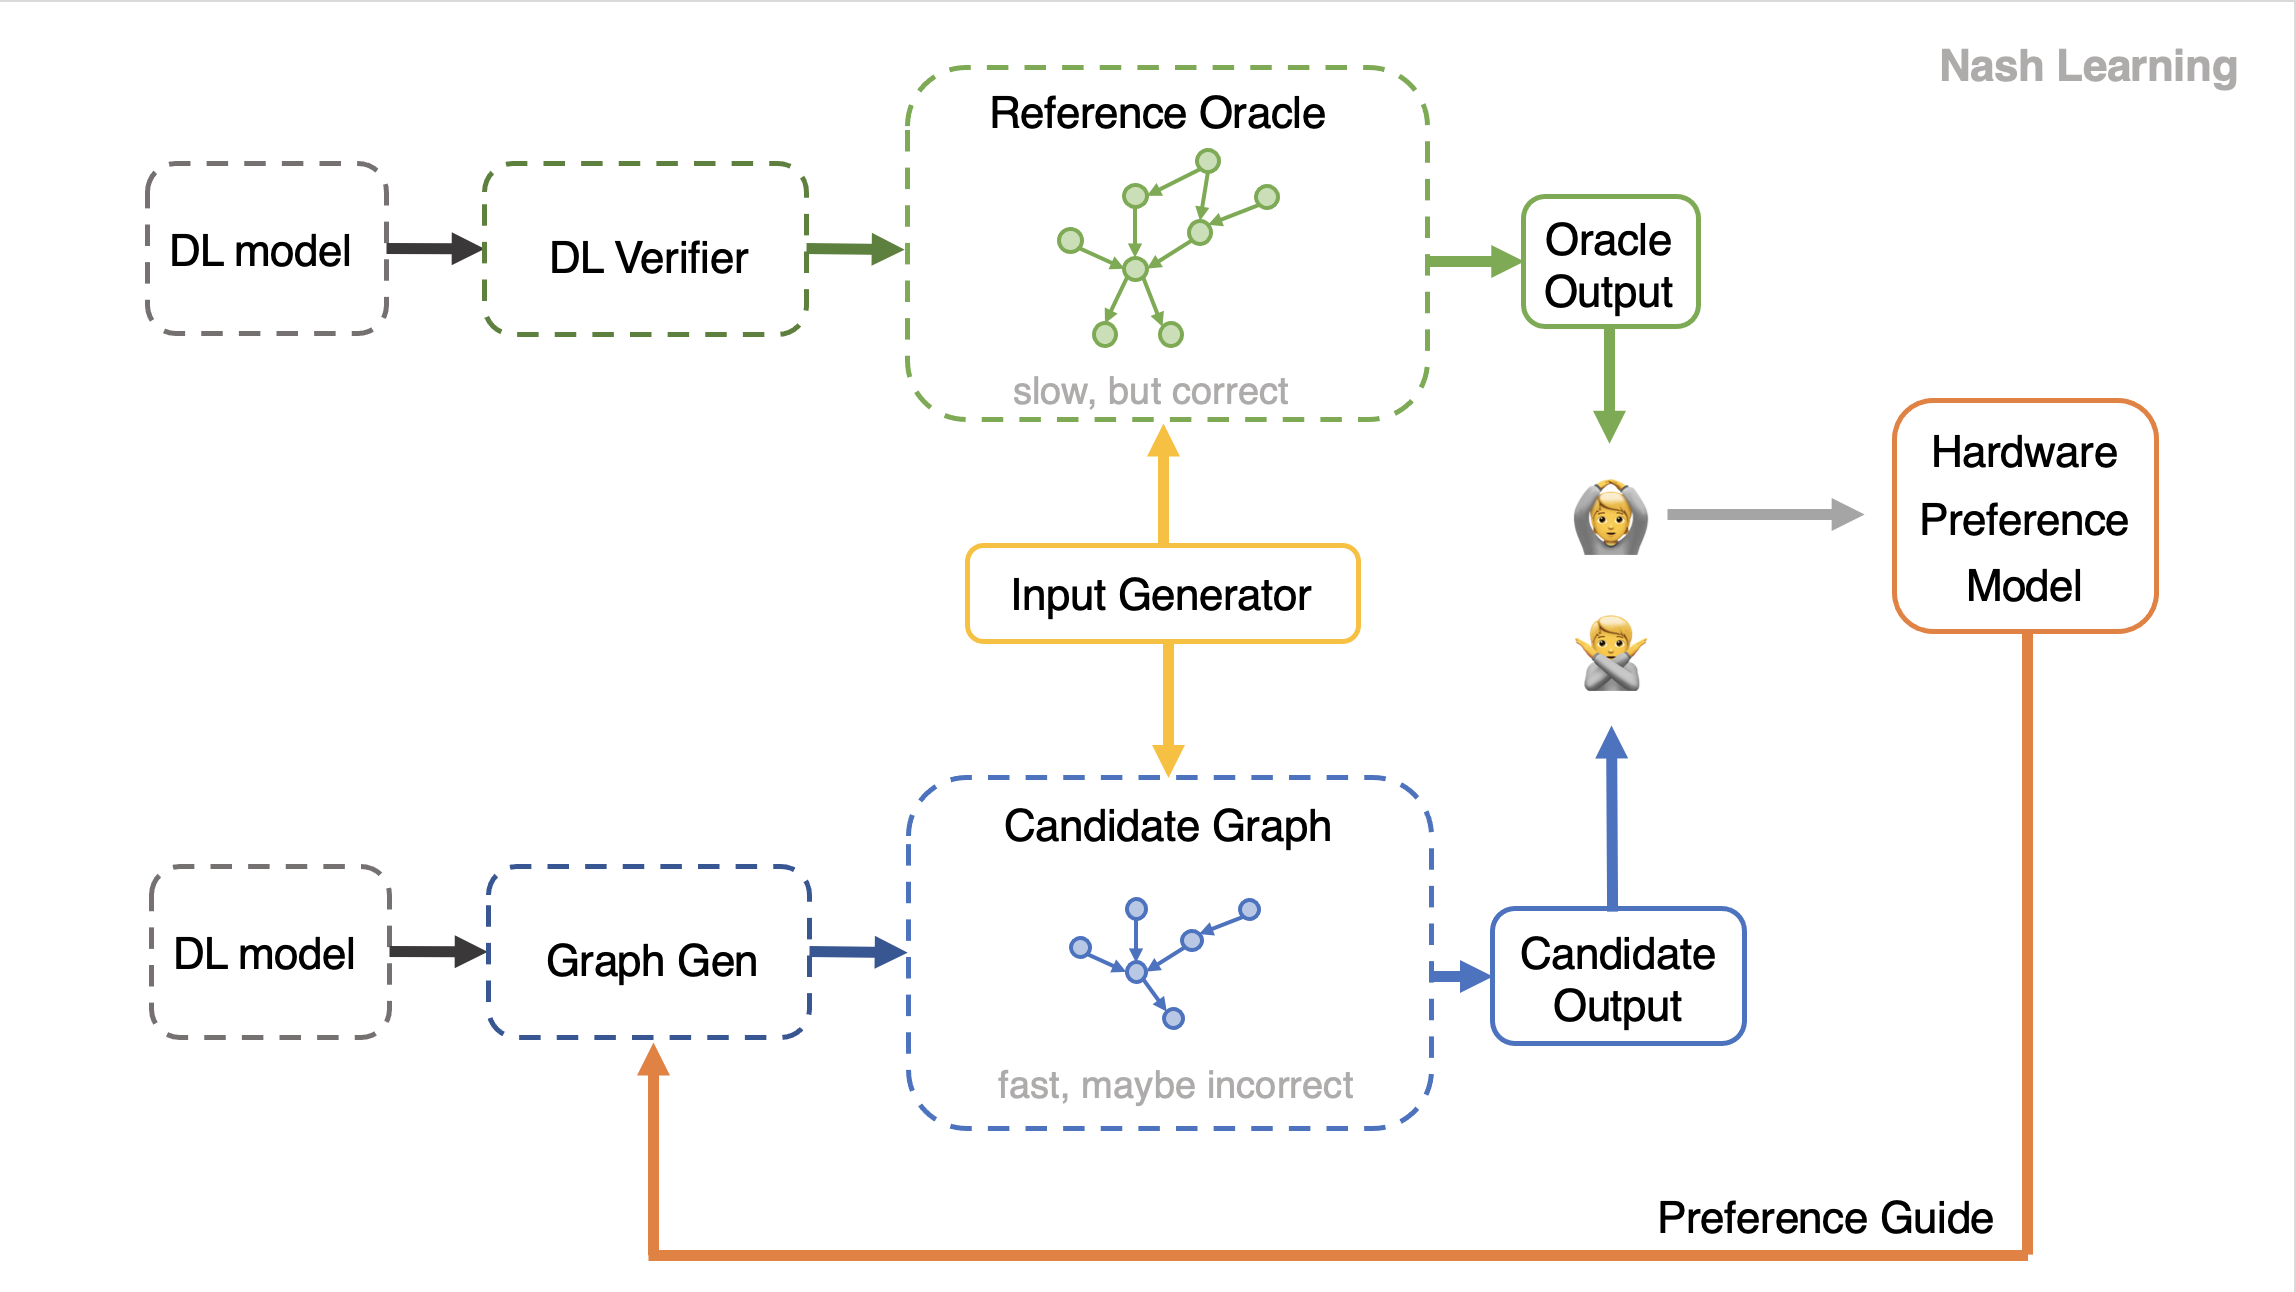 Nash Learning
Reference Oracle
DL model
DL Verifier
slow, but correct
Oracle
Output
Hardware
Preference
Model
Input Generator
Candidate Graph
DL model
Graph Gen
fast, maybe incorrect
Candidate
Output
Preference Guide